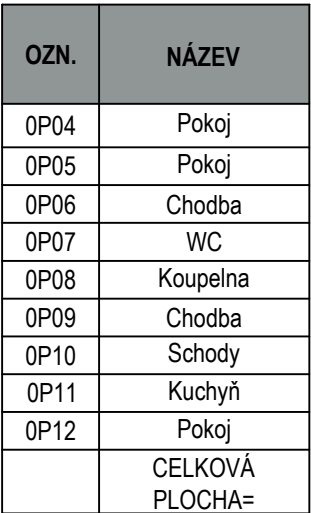 OZN. NÁZEV
0P04 Pokoj
0P05 Pokoj
0P06 Chodba
0P07 WC
0P08 Koupelna
0P09 Chodba
0P10 Schody
0P11 Kuchyň
0P12 Pokoj
CELKOVÁ
PLOCHA=